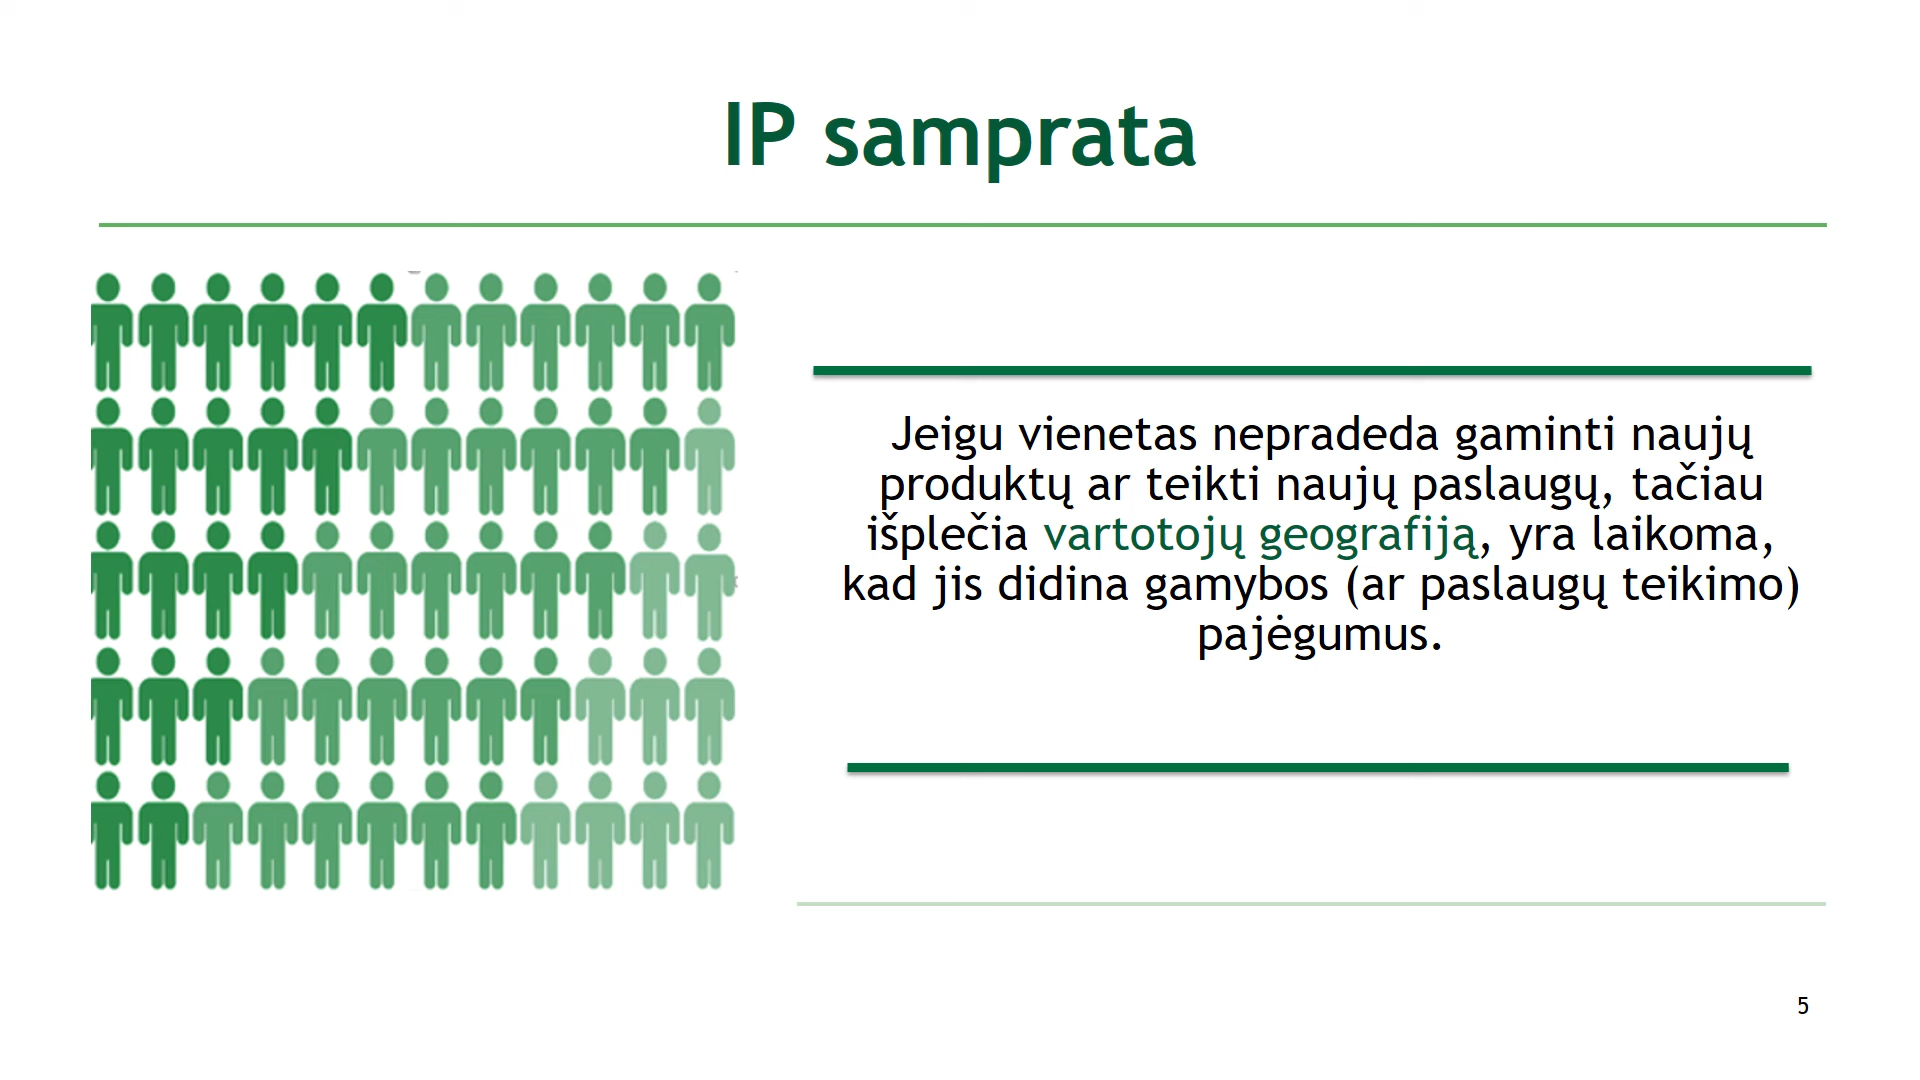 IP samprata
Jeigu vienetas nepradeda gaminti naujų
produktų ar teikti naujų paslaugų, tačiau
išplečia vartotojų geografiją, yra laikoma,
kad jis didina gamybos (ar paslaugų teikimo)
pajėgumus.
5